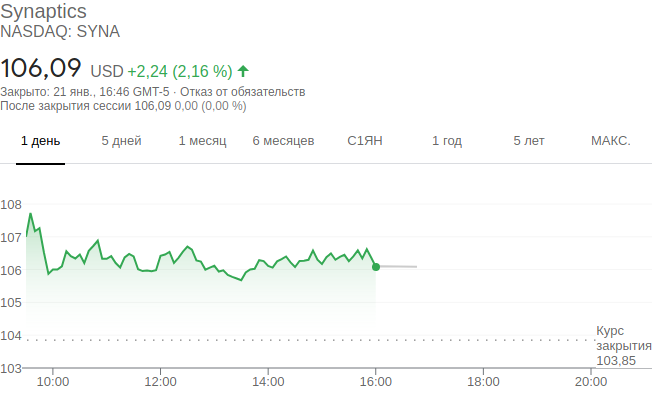 Synaptics
NASDAQ: SYNA
106,09 USD +2,24 (2,16 %)
Закрыто: 21 янв., 16:46 GMT-5 · Отказ от обязательств
После закрытия сессии 106,09 0,00 (0,00 %)
1 день 5 дней 1 месяц 6 месяцев С1ЯН 1 год 5 лет МАКС.
108
107
106
105
104
Курс
закрытия
103,85
103
10:00 12:00 14:00 16:00 18:00 20:00